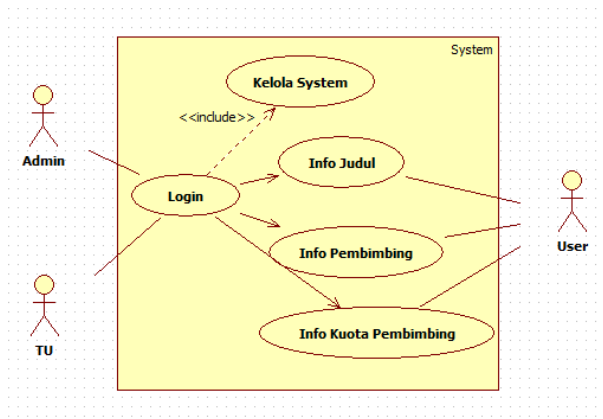 System
Kelola System
<<include>>
Admin
Info Judul
Login
User
Info Pembimbing
TU
Info Kuota Pembimbing